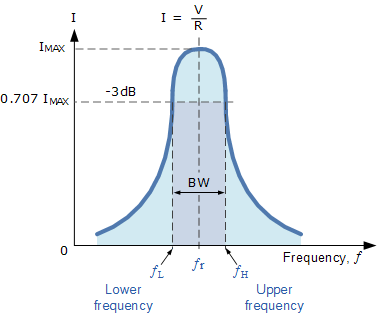 I
I = V/R
IMAX
-3dB
0.707 IMAX
BW
0
Frequency, f
fL
fr
fH
Lower
frequency
Upper
frequency